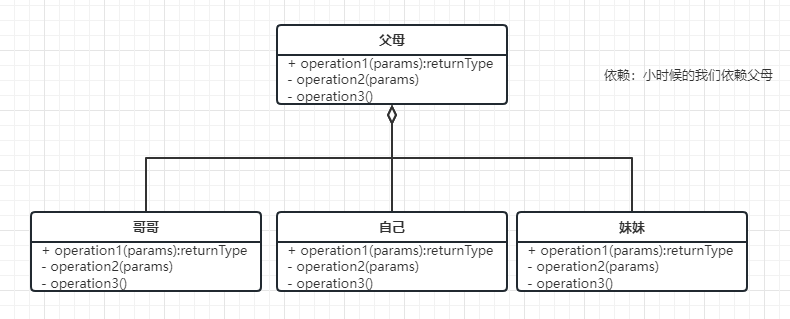 父母
+ operation1(params):returnType
- operation2(params)
- operation3()
依赖：小时候的我们依赖父母
哥哥
+ operation1(params):returnType
- operation2(params)
- operation3()
自己
+ operation1(params):returnType
- operation2(params)
- operation3()
妹妹
+ operation1(params):returnType
- operation2(params)
- operation3()